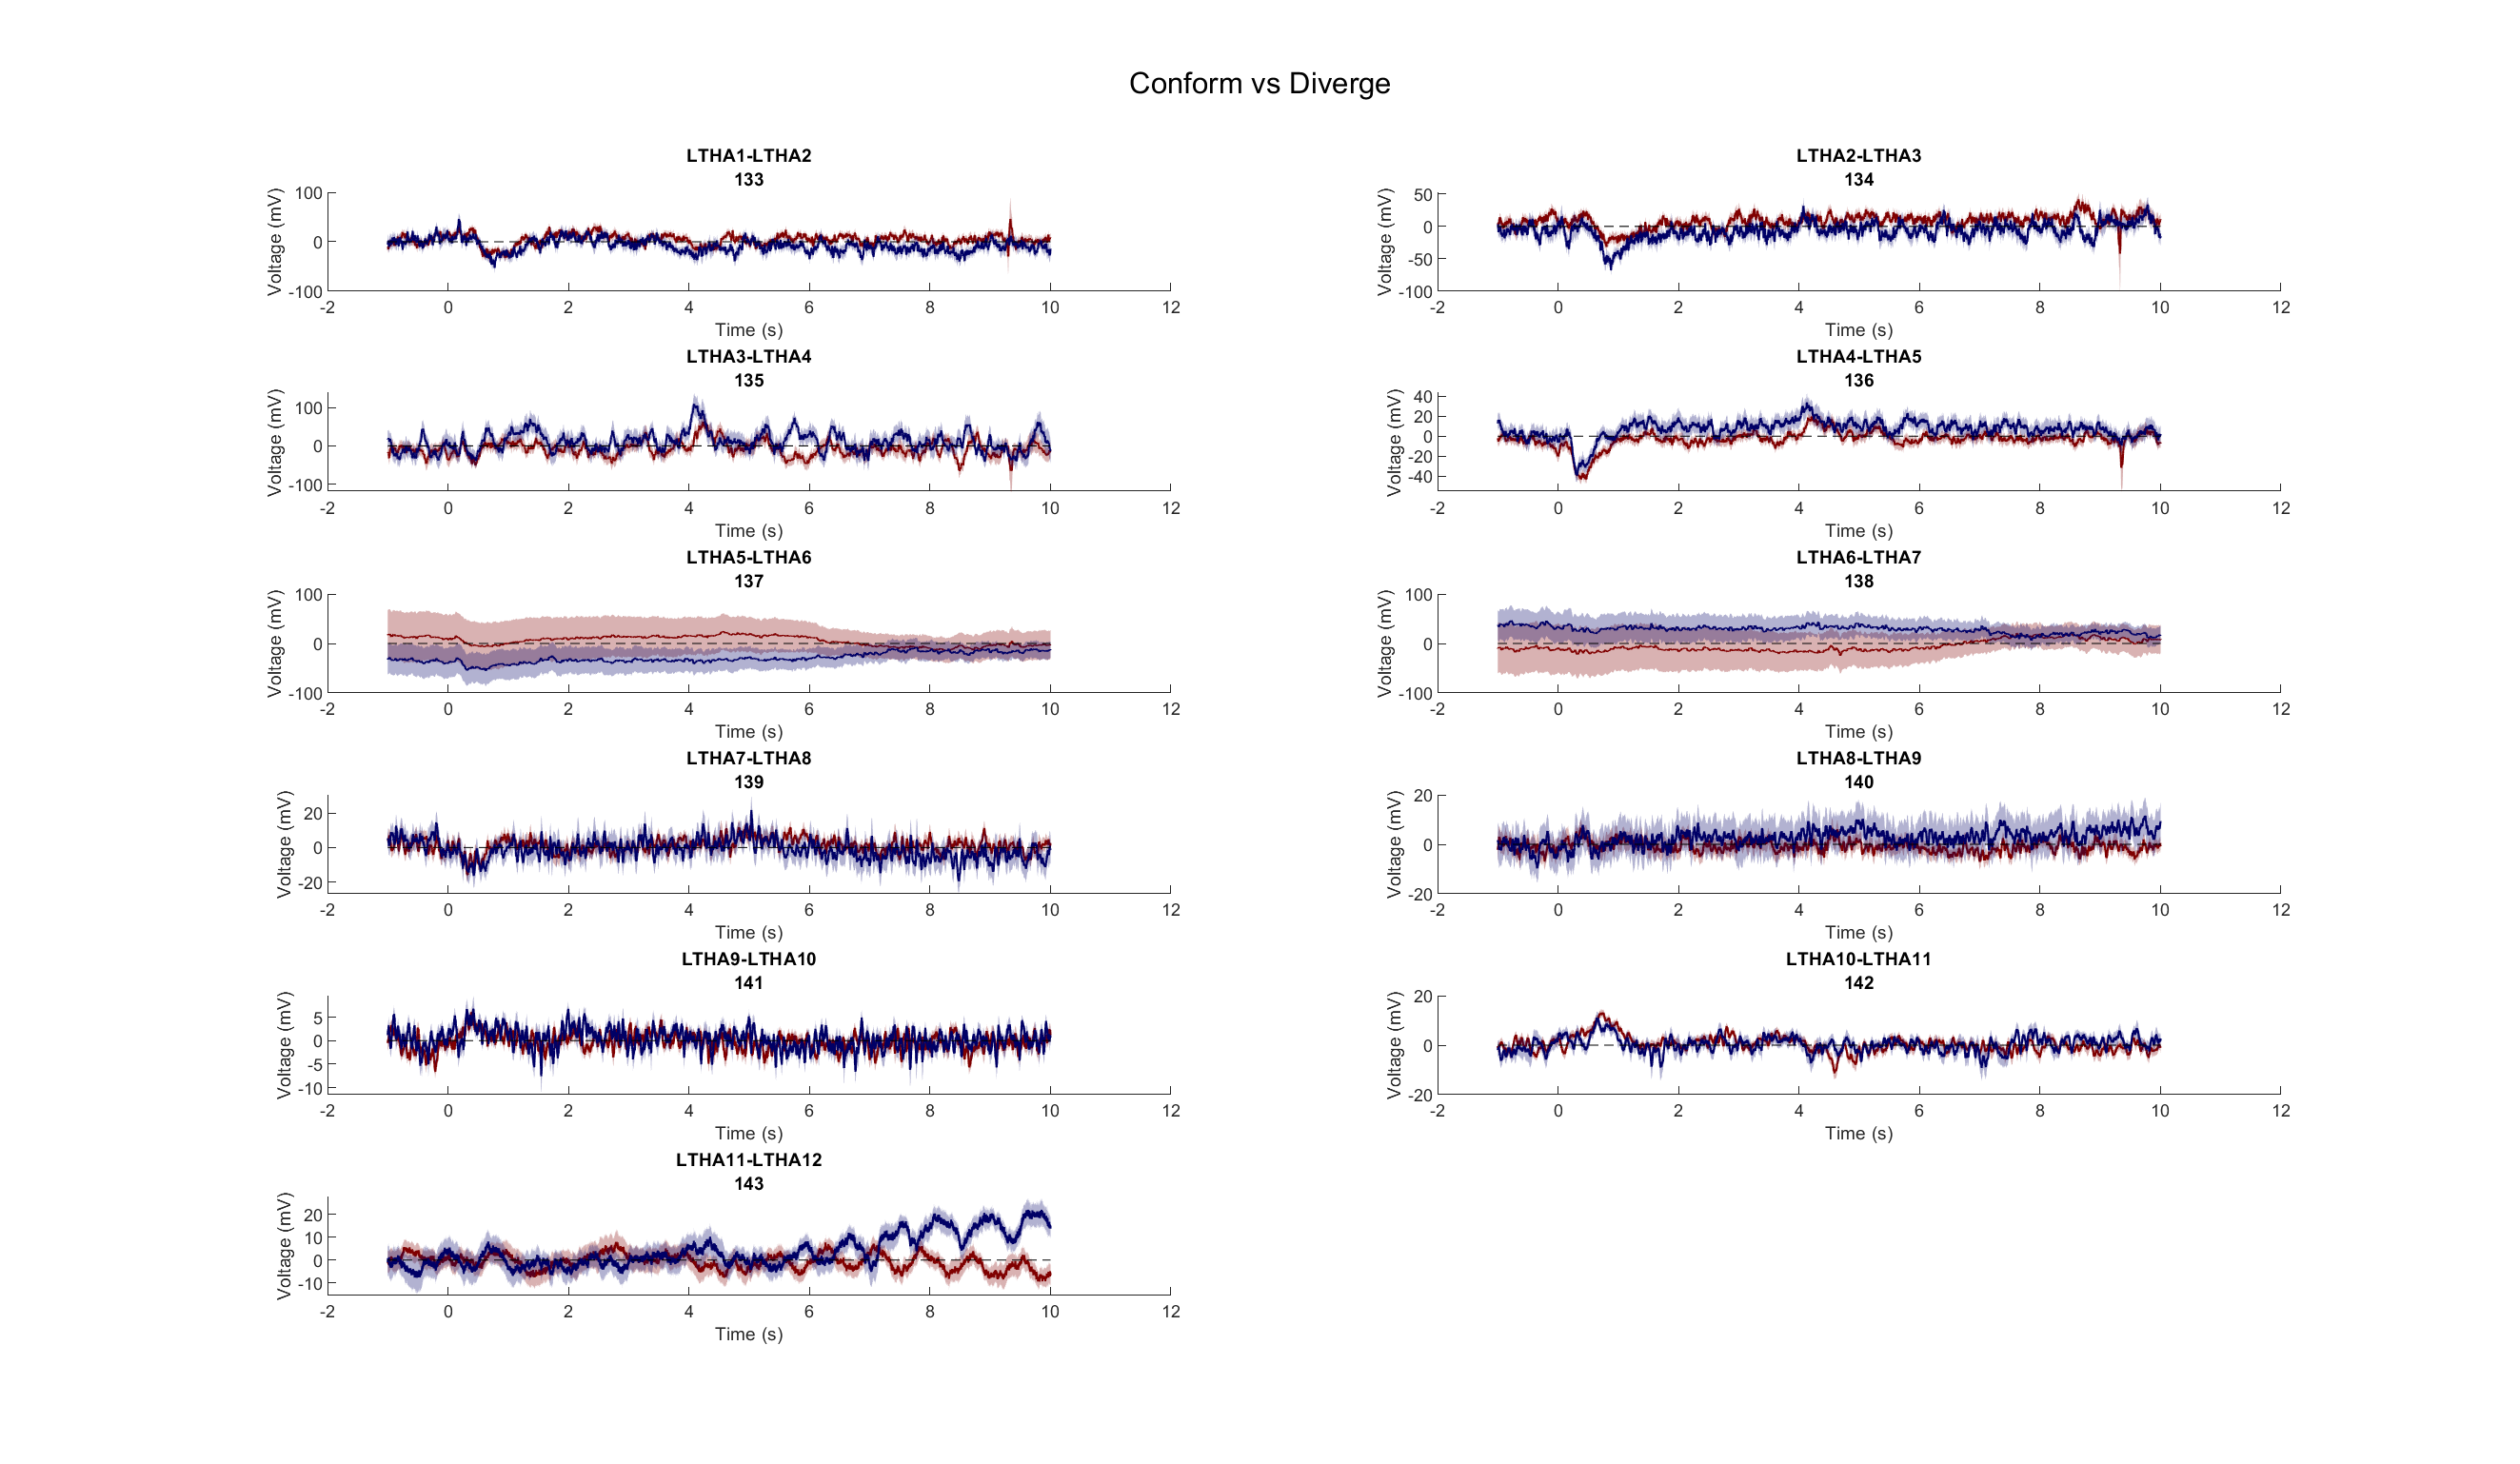 Conform vs Diverge
LTHA1-LTHA2
133
Voltage (mV)
100
0
-100
-2 0 2 4 6 8 10 12
Time (s)
LTHA2-LTHA3
134
Voltage (mV)
50
0
-50
-100
-2 0 2 4 6 8 10 12
Time (s)
LTHA3-LTHA4
135
Voltage (mV)
100
0
-100
-2 0 2 4 6 8 10 12
Time (s)
LTHA4-LTHA5
136
Voltage (mV)
40
20
0
-20
-40
-2 0 2 4 6 8 10 12
Time (s)
LTHA5-LTHA6
137
Voltage (mV)
100
0
-100
-2 0 2 4 6 8 10 12
Time (s)
LTHA6-LTHA7
138
Voltage (mV)
100
0
-100
-2 0 2 4 6 8 10 12
Time (s)
LTHA7-LTHA8
139
Voltage (mV)
20
0
-20
-2 0 2 4 6 8 10 12
Time (s)
LTHA8-LTHA9
140
Voltage (mV)
20
0
-20
-2 0 2 4 6 8 10 12
Time (s)
LTHA9-LTHA10
141
Voltage (mV)
5
0
-5
-10
-2 0 2 4 6 8 10 12
Time (s)
LTHA10-LTHA11
142
Voltage (mV)
20
0
-20
-2 0 2 4 6 8 10 12
Time (s)
LTHA11-LTHA12
143
Voltage (mV)
20
10
0
-10
-2 0 2 4 6 8 10 12
Time (s)